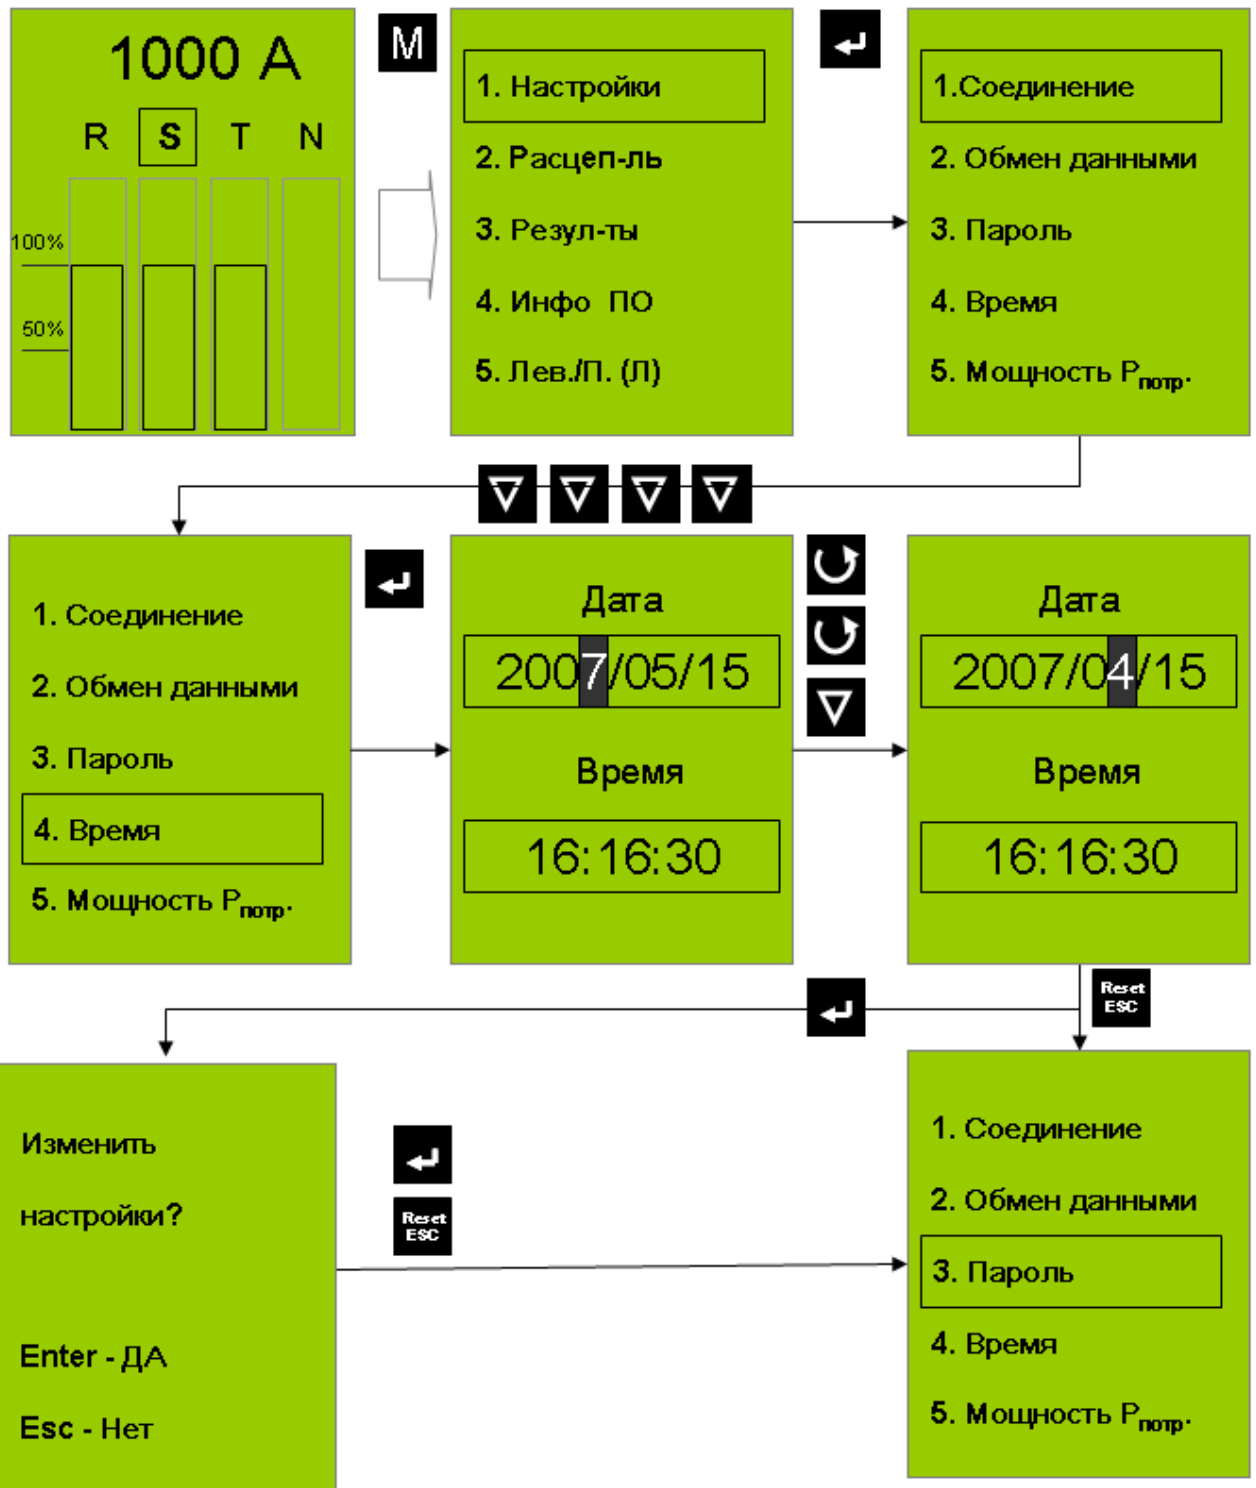 1000 A
R S T N
100%
50%
M
1. Настройки
2. Расцеп-ль
3. Резул-ты
4. Инфо ПО
5. Лев./П. (Л)
1.Соединение
2. Обмен данными
3. Пароль
4. Время
5. Мощность Pпотр.
1. Соединение
2. Обмен данными
3. Пароль
4. Время
5. Мощность Pпотр.
Дата
2007/05/15
Время
16:16:30
Дата
2007/04/15
Время
16:16:30
Reset
ESC
Изменить
настройки?
Enter - ДА
Esc - Нет
Reset
ESC
1. Соединение
2. Обмен данными
3. Пароль
4. Время
5. Мощность Pпотр.